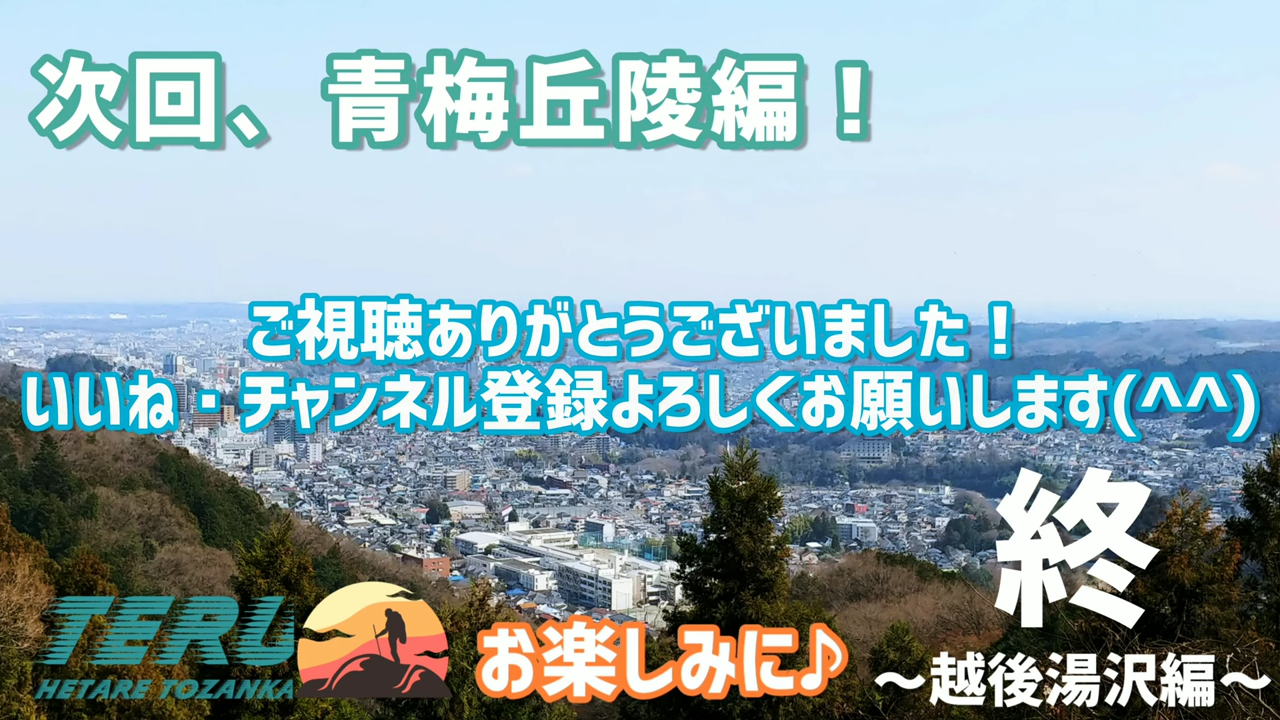 次回、青梅丘陵編！
ご視聴ありがとうございました！
いいね・チャンネル登録よろしくお願いします(^^)
終
～越後湯沢編～
お楽しみに♪
TERU
HETARE TOZANKA